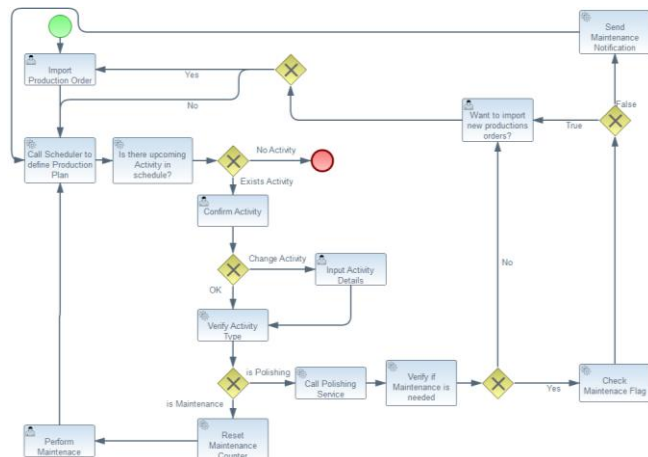 Send
Maintenance
Notification
Import
Production Order
Yes
No
False
True
Want to import
new productions
orders?
Call Scheduler to
define Production
Plan
Is there upcoming
Activity in
schedule?
No Activity
Exists Activity
Confirm Activity
Change Activity
Input Activity
Details
OK
No
Verify Activity
Type
is Polishing
Call Polishing
Service
Verify if
Maintenance is
needed
Yes
Check
Maintenace Flag
is Maintenance
Perform
Maintenace
Reset
Maintenance
Counter